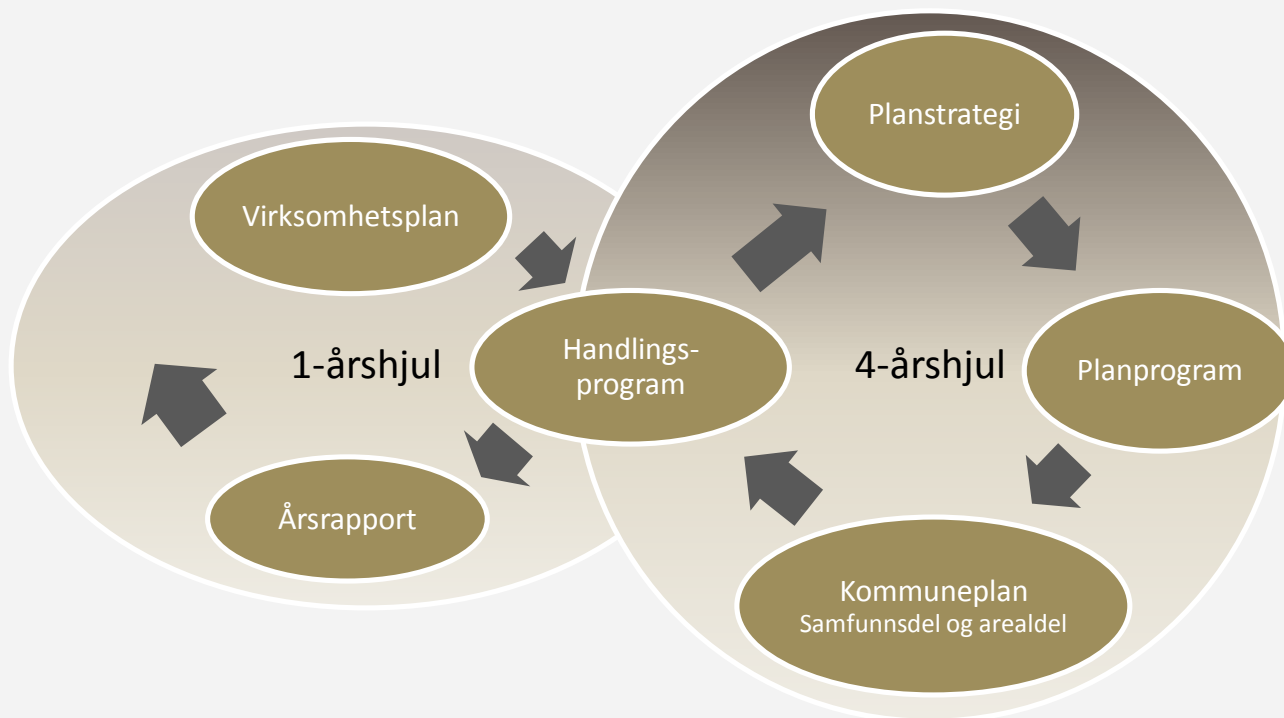 Planstrategi
Virksomhetsplan
1-årshjul
Handlings-
program
4-årshjul
Planprogram
Årsrapport
Kommuneplan
Samfunnsdel og arealdel